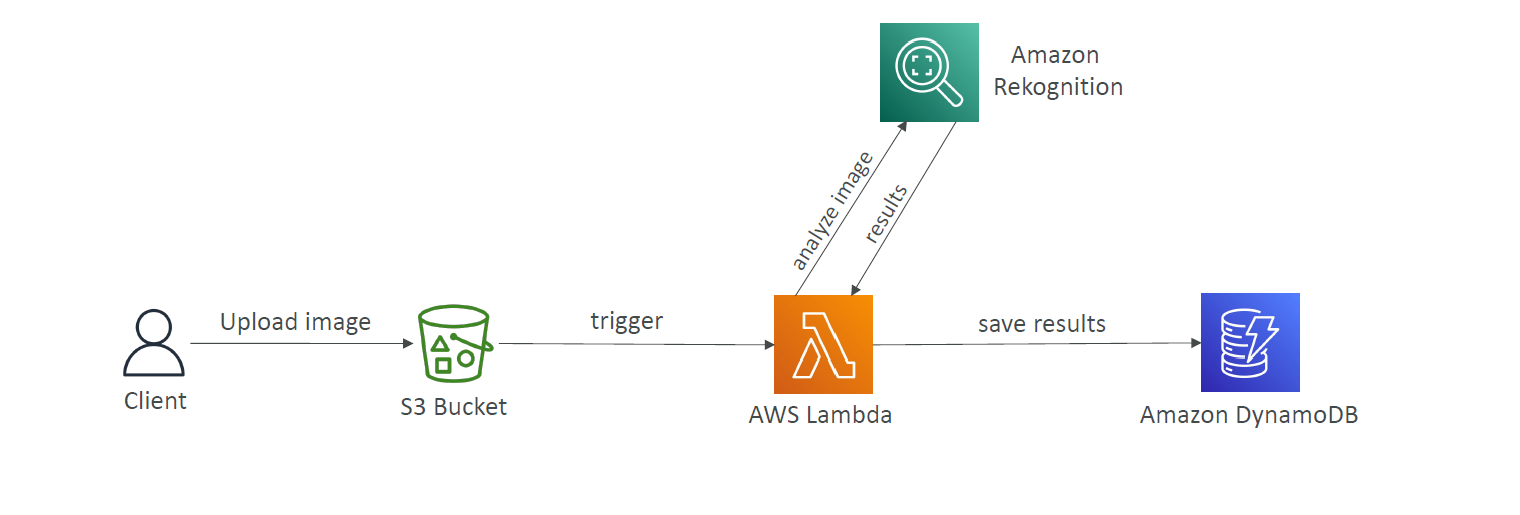 Amazon
Rekognition
analyze image
results
Upload image
trigger
save results
Client
S3 Bucket
AWS Lambda
Amazon DynamoDB